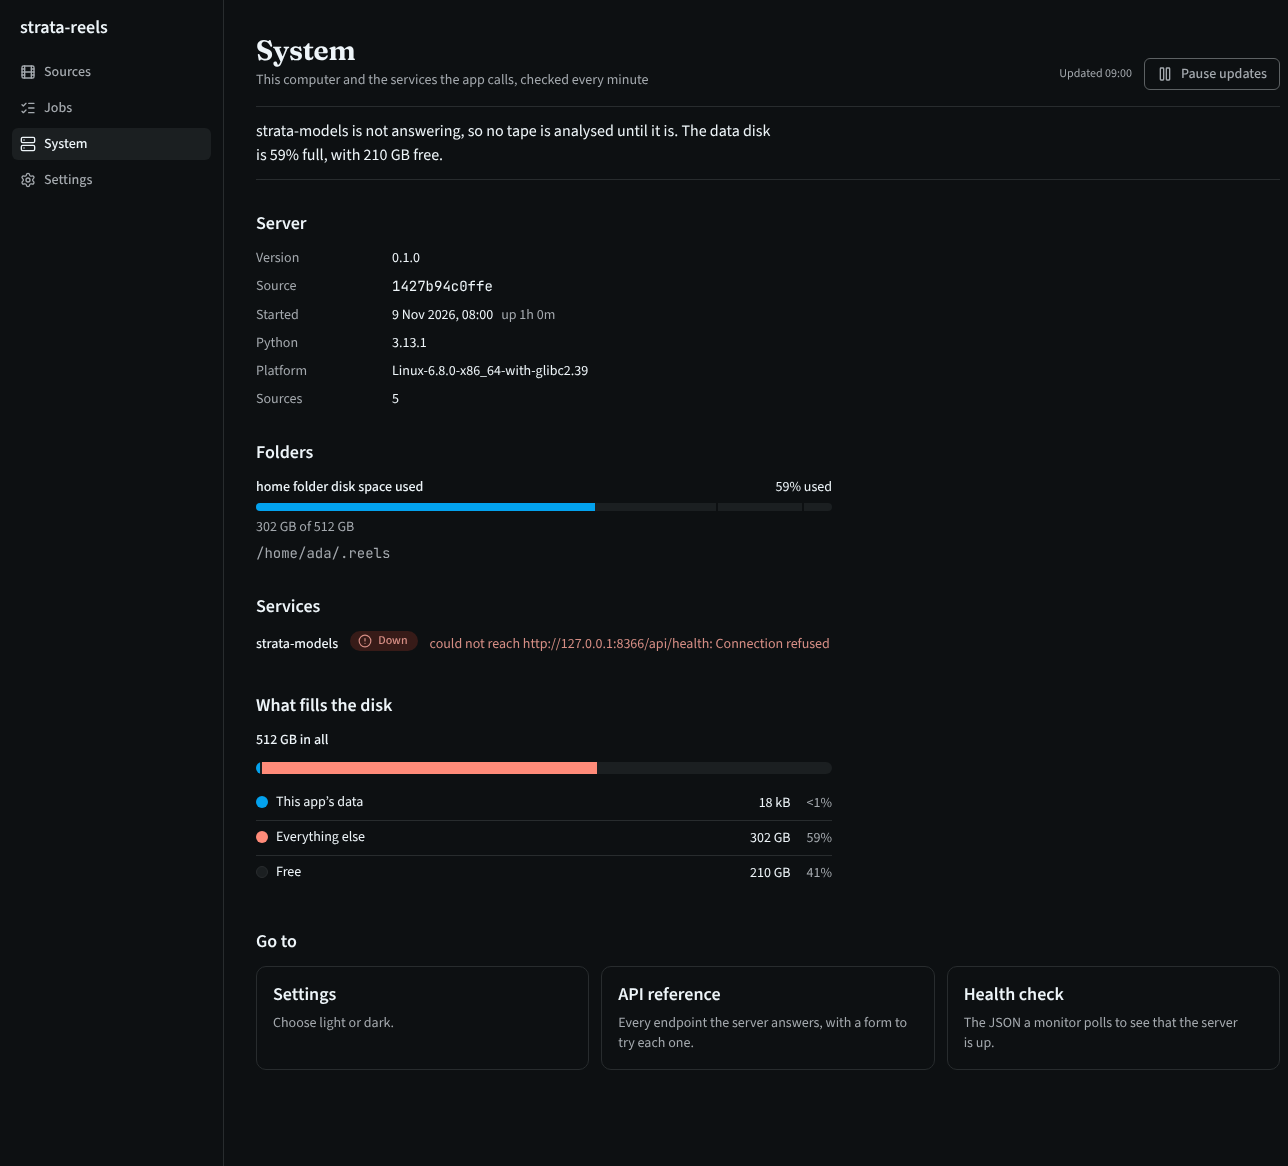 strata-reels
Sources
Jobs
System
Settings
System
This computer and the services the app calls, checked every minute
Updated 09:00
Pause updates
strata-models is not answering, so no tape is analysed until it is. The data disk
is 59% full, with 210 GB free.
Server
Version 0.1.0
Source 1427b94c0ffe
Started 9 Nov 2026, 08:00 up 1h 0m
Python 3.13.1
Platform Linux-6.8.0-x86_64-with-glibc2.39
Sources 5
Folders
home folder disk space used 59% used
302 GB of 512 GB
/home/ada/.reels
Services
strata-models Down could not reach http://127.0.0.1:8366/api/health: Connection refused
What fills the disk
512 GB in all
This app’s data 18 kB <1%
Everything else 302 GB 59%
Free 210 GB 41%
Go to
Settings
Choose light or dark.
API reference
Every endpoint the server answers, with a form to
try each one.
Health check
The JSON a monitor polls to see that the server
is up.